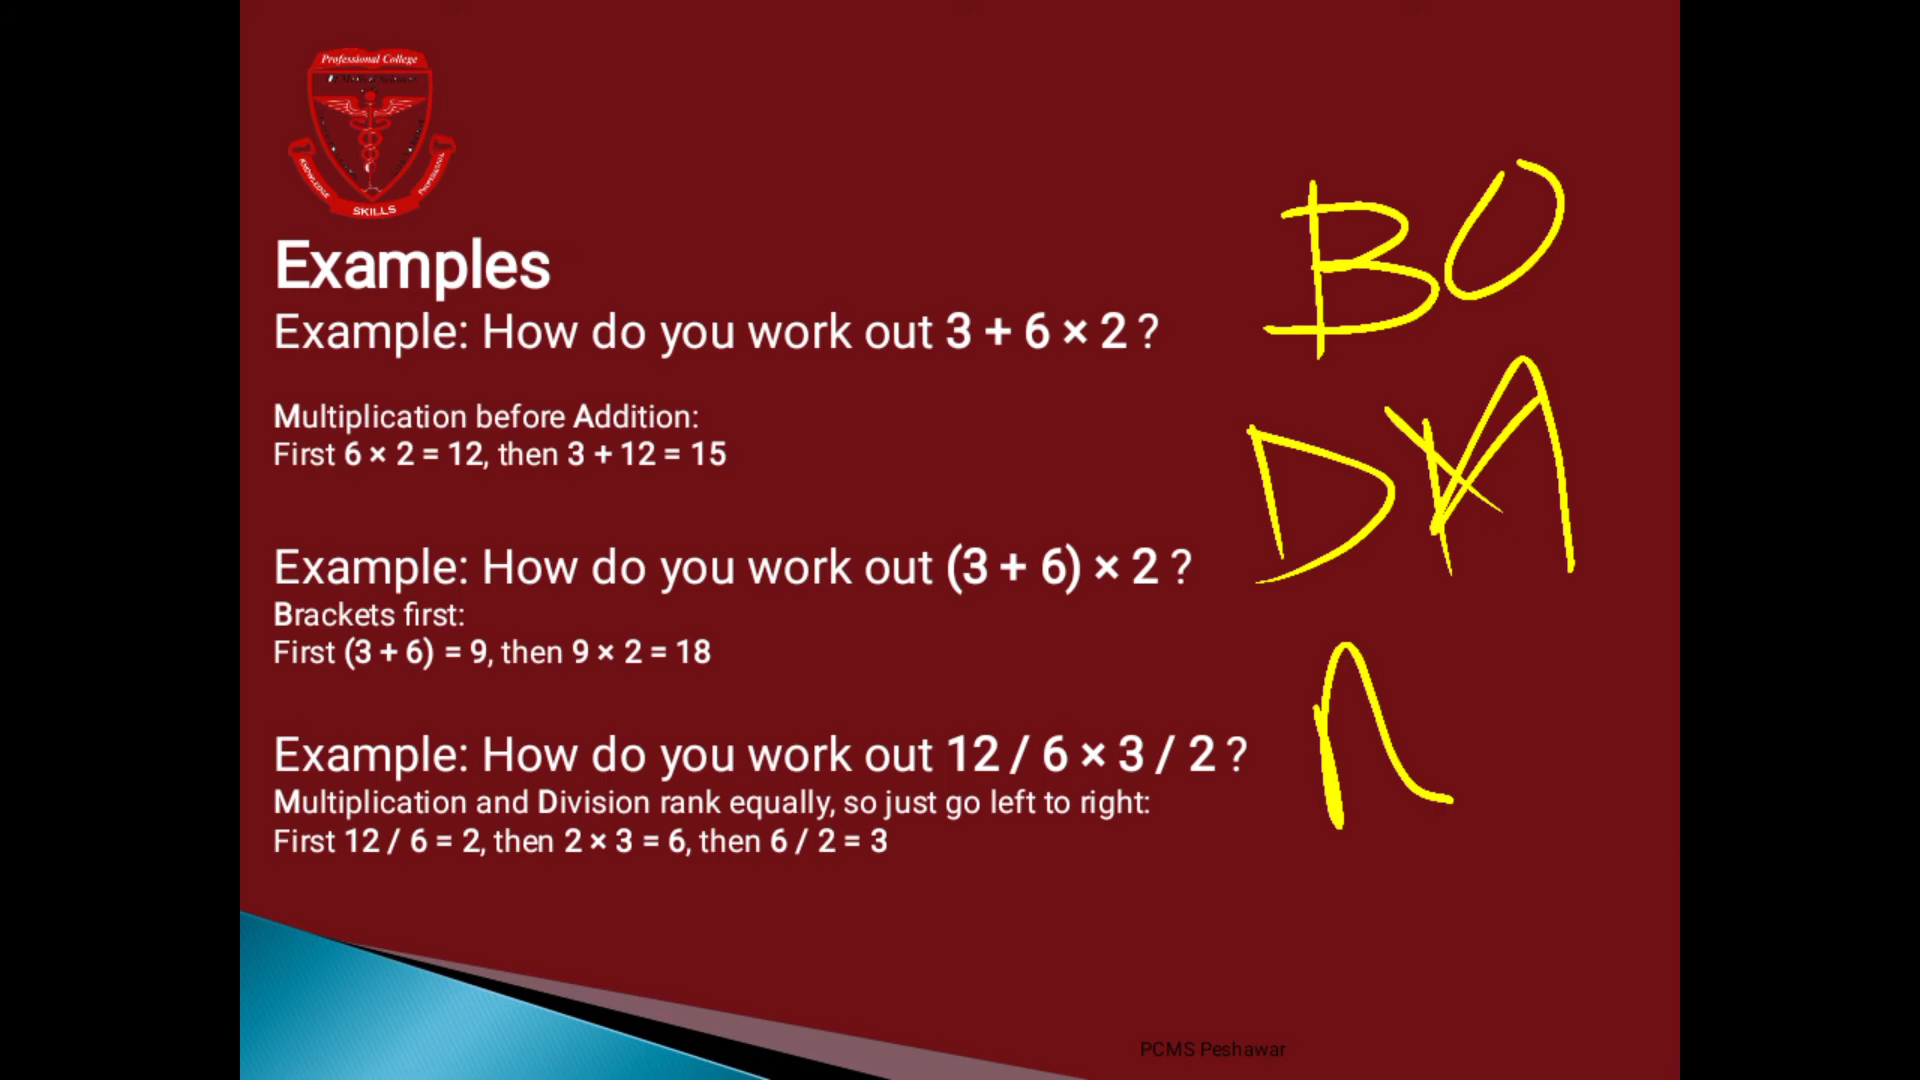 Professional College
KNOWLEDGE
SKILLS
PROFESSIONAL
Examples
Example: How do you work out 3 + 6 × 2 ?
Multiplication before Addition:
First 6 × 2 = 12, then 3 + 12 = 15
Example: How do you work out (3 + 6) × 2 ?
Brackets first:
First (3 + 6) = 9, then 9 × 2 = 18
Example: How do you work out 12 / 6 × 3 / 2 ?
Multiplication and Division rank equally, so just go left to right:
First 12 / 6 = 2, then 2 × 3 = 6, then 6 / 2 = 3
BO
D
PCMS Peshawar